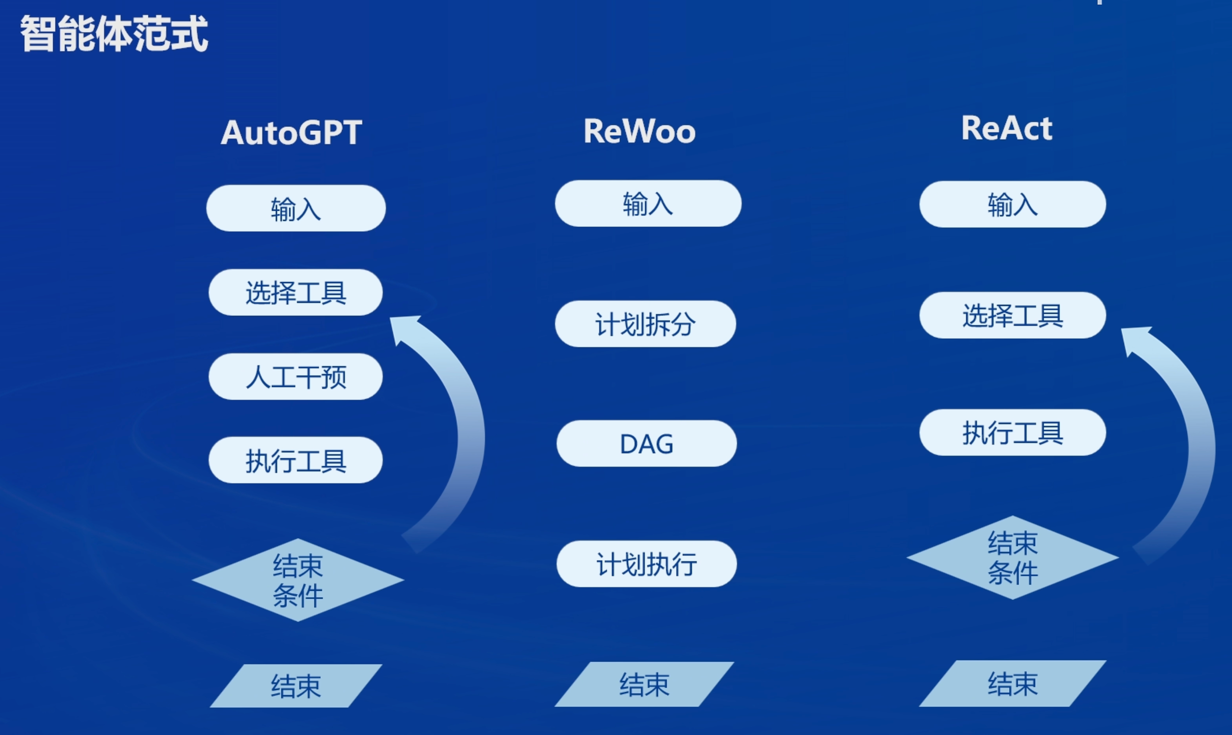 智能体范式
AutoGPT
输入
选择工具
人工干预
执行工具
结束
条件
结束
ReWoo
输入
计划拆分
DAG
计划执行
结束
ReAct
输入
选择工具
执行工具
结束
条件
结束